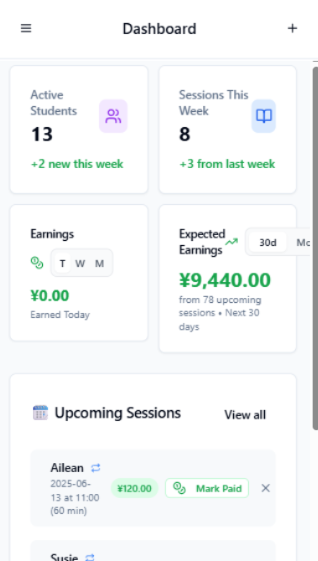 Dashboard
Active
Students
13
+2 new this week
Sessions This
Week
8
+3 from last week
Earnings
T W M
¥0.00
Earned Today
Expected
Earnings
30d
¥9,440.00
from 78 upcoming
sessions • Next 30
days
Upcoming Sessions
View all
Ailean
2025-06-
13 at 11:00
(60 min)
¥120.00
Mark Paid
Susie